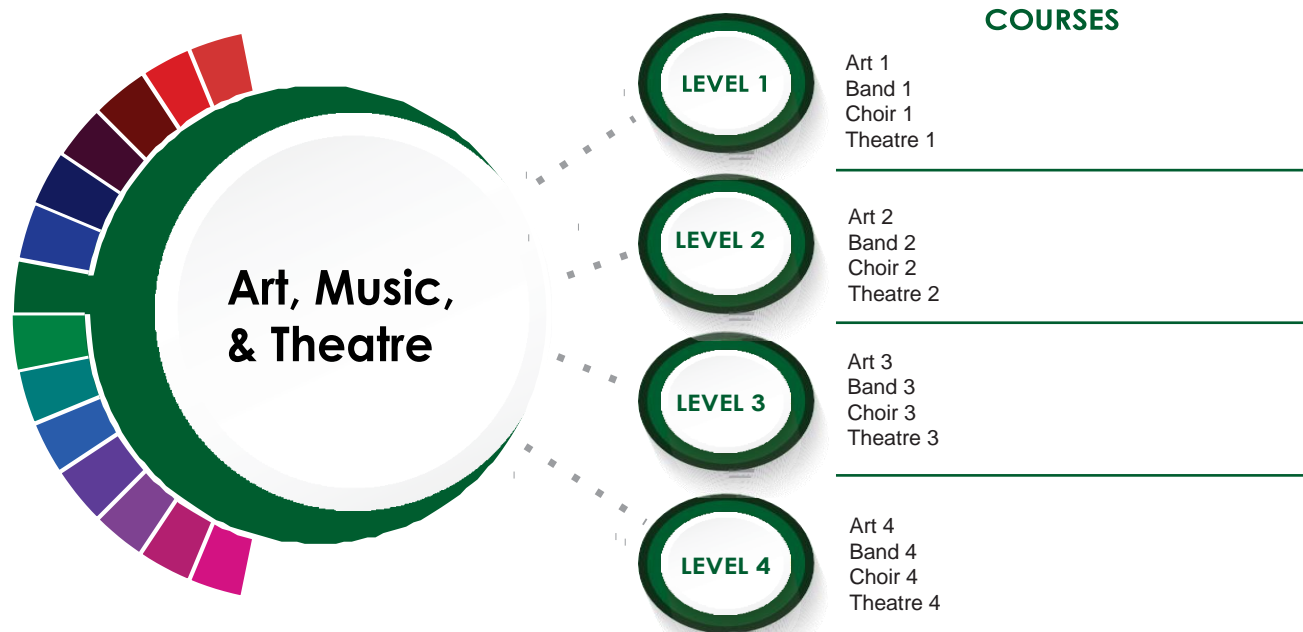 COURSES
Art, Music,
& Theatre
LEVEL 1
Art 1
Band 1
Choir 1
Theatre 1
LEVEL 2
Art 2
Band 2
Choir 2
Theatre 2
LEVEL 3
Art 3
Band 3
Choir 3
Theatre 3
LEVEL 4
Art 4
Band 4
Choir 4
Theatre 4